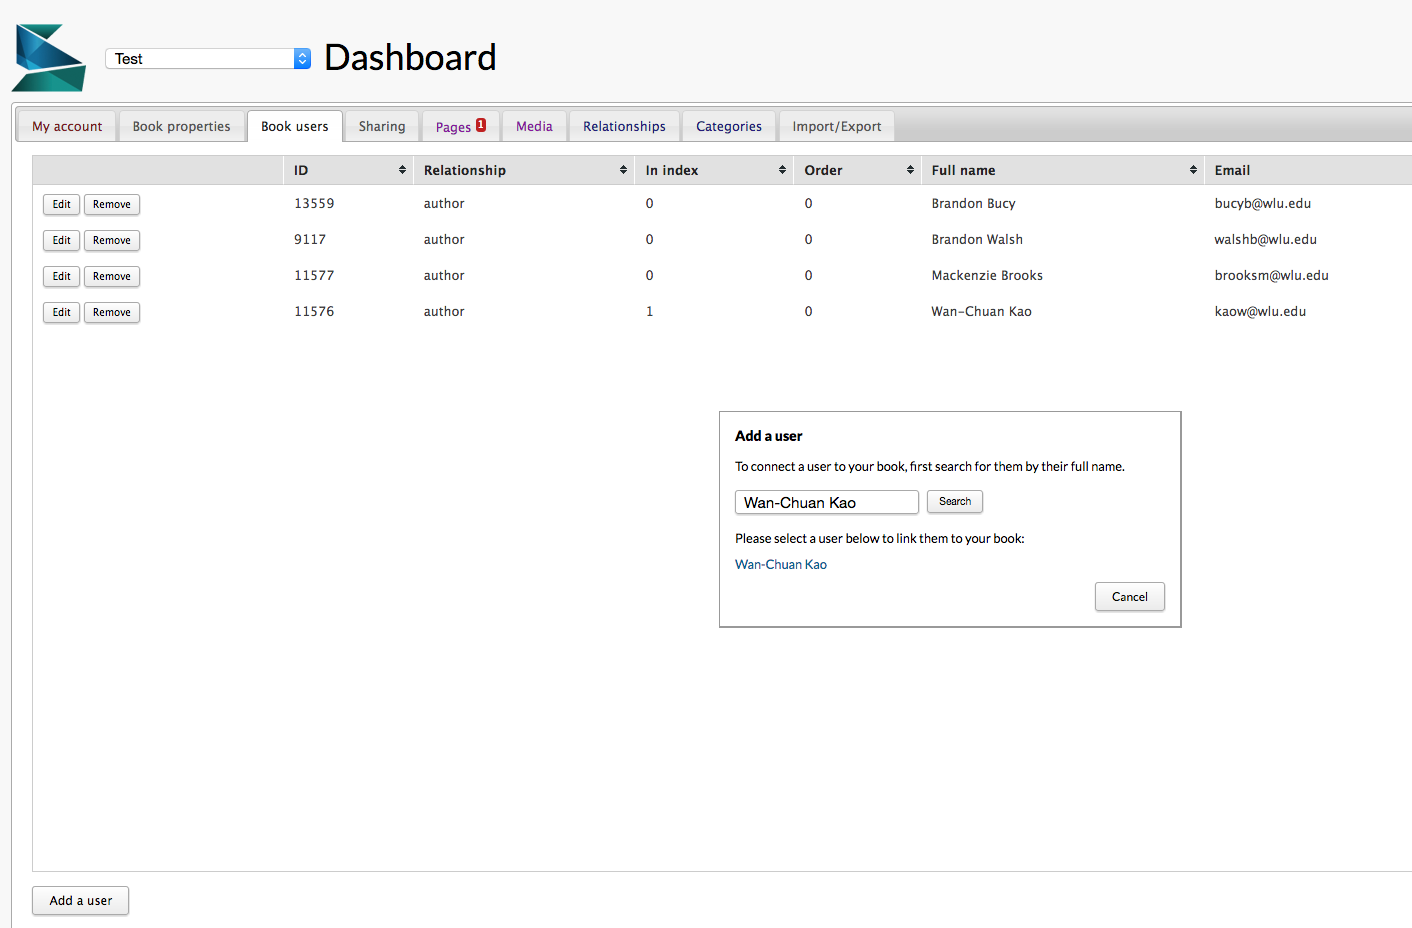 Test Dashboard
My account Book properties Book users Sharing Pages 1 Media Relationships Categories Import/Export
ID Relationship In index Order Full name Email
Edit Remove 13559 author 0 0 Brandon Bucy bucyb@wlu.edu
Edit Remove 9117 author 0 0 Brandon Walsh walshb@wlu.edu
Edit Remove 11577 author 0 0 Mackenzie Brooks brooksm@wlu.edu
Edit Remove 11576 author 1 0 Wan-Chuan Kao kaow@wlu.edu
Add a user
To connect a user to your book, first search for them by their full name.
Wan-Chuan Kao Search
Please select a user below to link them to your book:
Wan-Chuan Kao
Cancel
Add a user